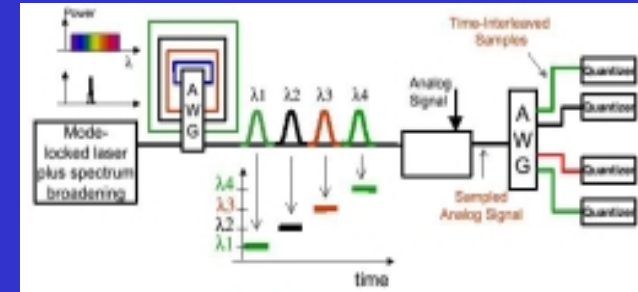 Power
λ
Mode-
locked laser
plus spectrum
broadening
A
W
G
λ1 λ2 λ3 λ4
λ4
λ3
λ2
λ1
time
Analog
Signal
Sampled
Analog Signal
Time-Interleaved
Samples
A
W
G
Quantizer
Quantizer
Quantizer
Quantizer